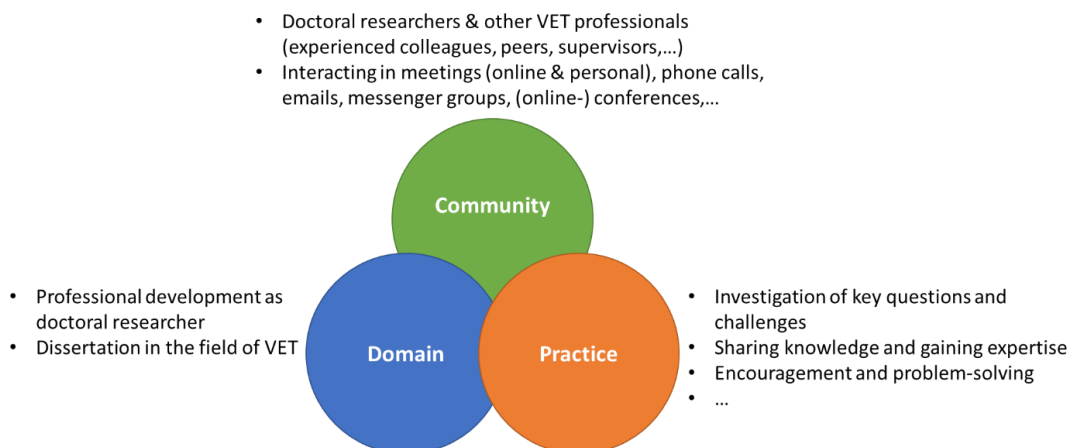 • Doctoral researchers & other VET professionals
(experienced colleagues, peers, supervisors,…)
• Interacting in meetings (online & personal), phone calls,
emails, messenger groups, (online-) conferences,…
Community
• Professional development as
doctoral researcher
• Dissertation in the field of VET
Domain
Practice
• Investigation of key questions and
challenges
• Sharing knowledge and gaining expertise
• Encouragement and problem-solving
• …